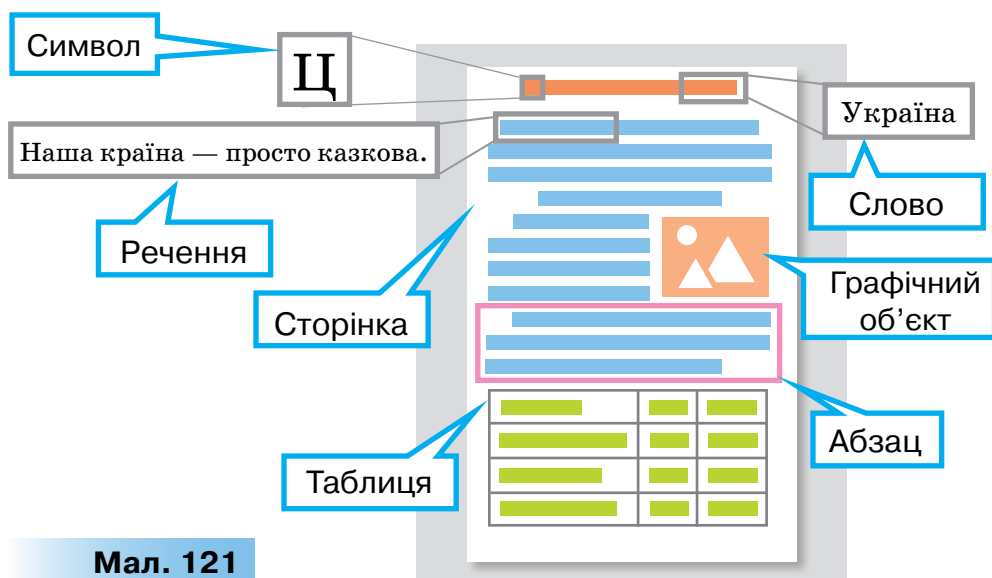 Символ
Ц
Україна
Наша країна — просто казкова.
Слово
Речення
Графічний
об’єкт
Сторінка
Абзац
Таблиця
Мал. 121